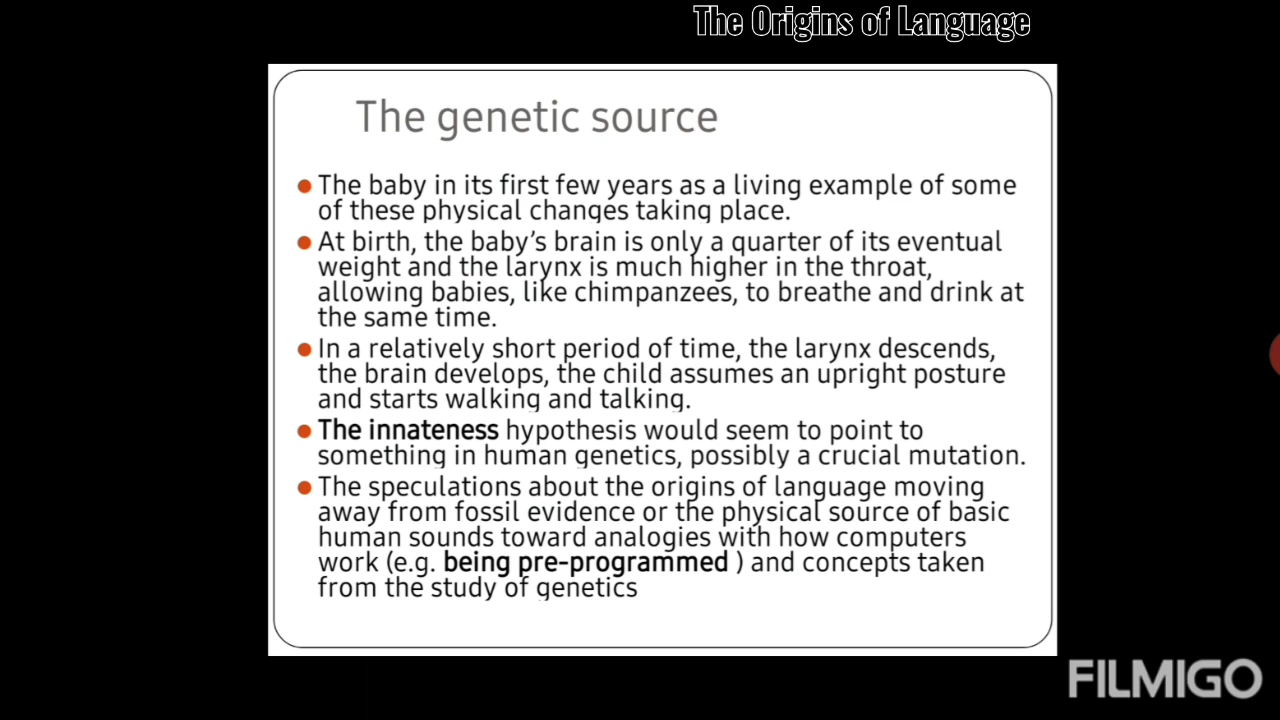 The Origins of Language
The genetic source
● The baby in its first few years as a living example of some
of these physical changes taking place.
● At birth, the baby's brain is only a quarter of its eventual
weight and the larynx is much higher in the throat,
allowing babies, like chimpanzees, to breathe and drink at
the same time.
● In a relatively short period of time, the larynx descends,
the brain develops, the child assumes an upright posture
and starts walking and talking.
● The innateness hypothesis would seem to point to
something in human genetics, possibly a crucial mutation.
● The speculations about the origins of language moving
away from fossil evidence or the physical source of basic
human sounds toward analogies with how computers
work (e.g. being pre-programmed ) and concepts taken
from the study of genetics
FILMIGO